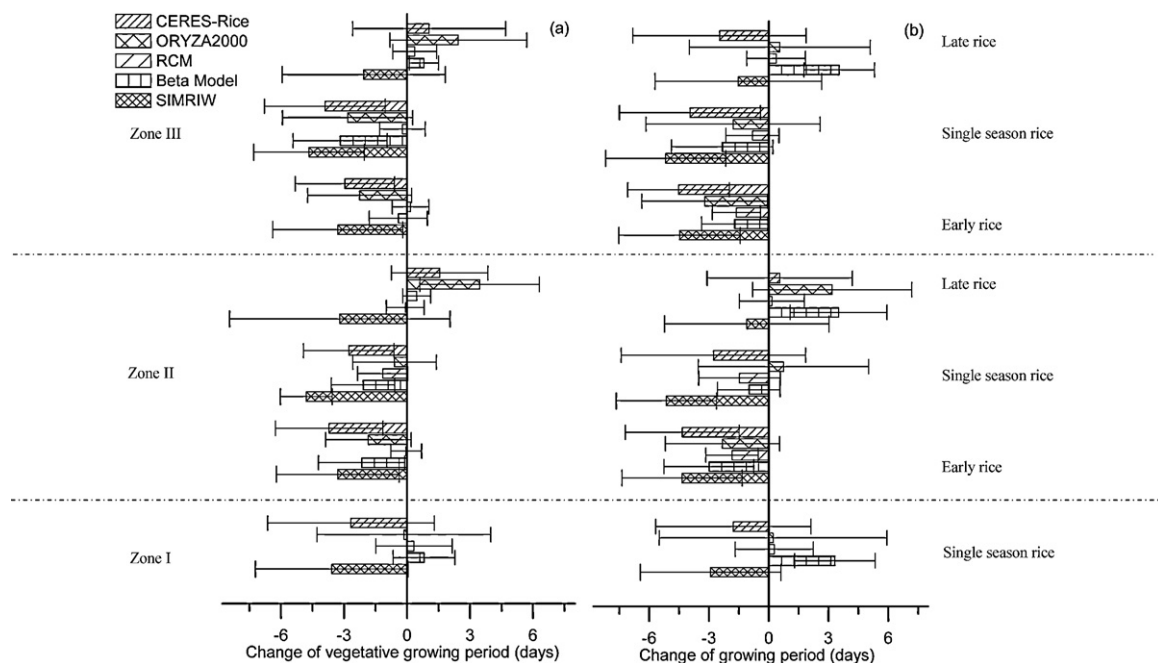 CERES-Rice
ORYZA2000
RCM
Beta Model
SIMRIW
(a)
(b)
Late rice
Zone III
Single season rice
Early rice
Late rice
Zone II
Single season rice
Early rice
Zone I
Single season rice
-6 -3 0 3 6
-6 -3 0 3 6
Change of vegetative growing period (days)
Change of growing period (days)